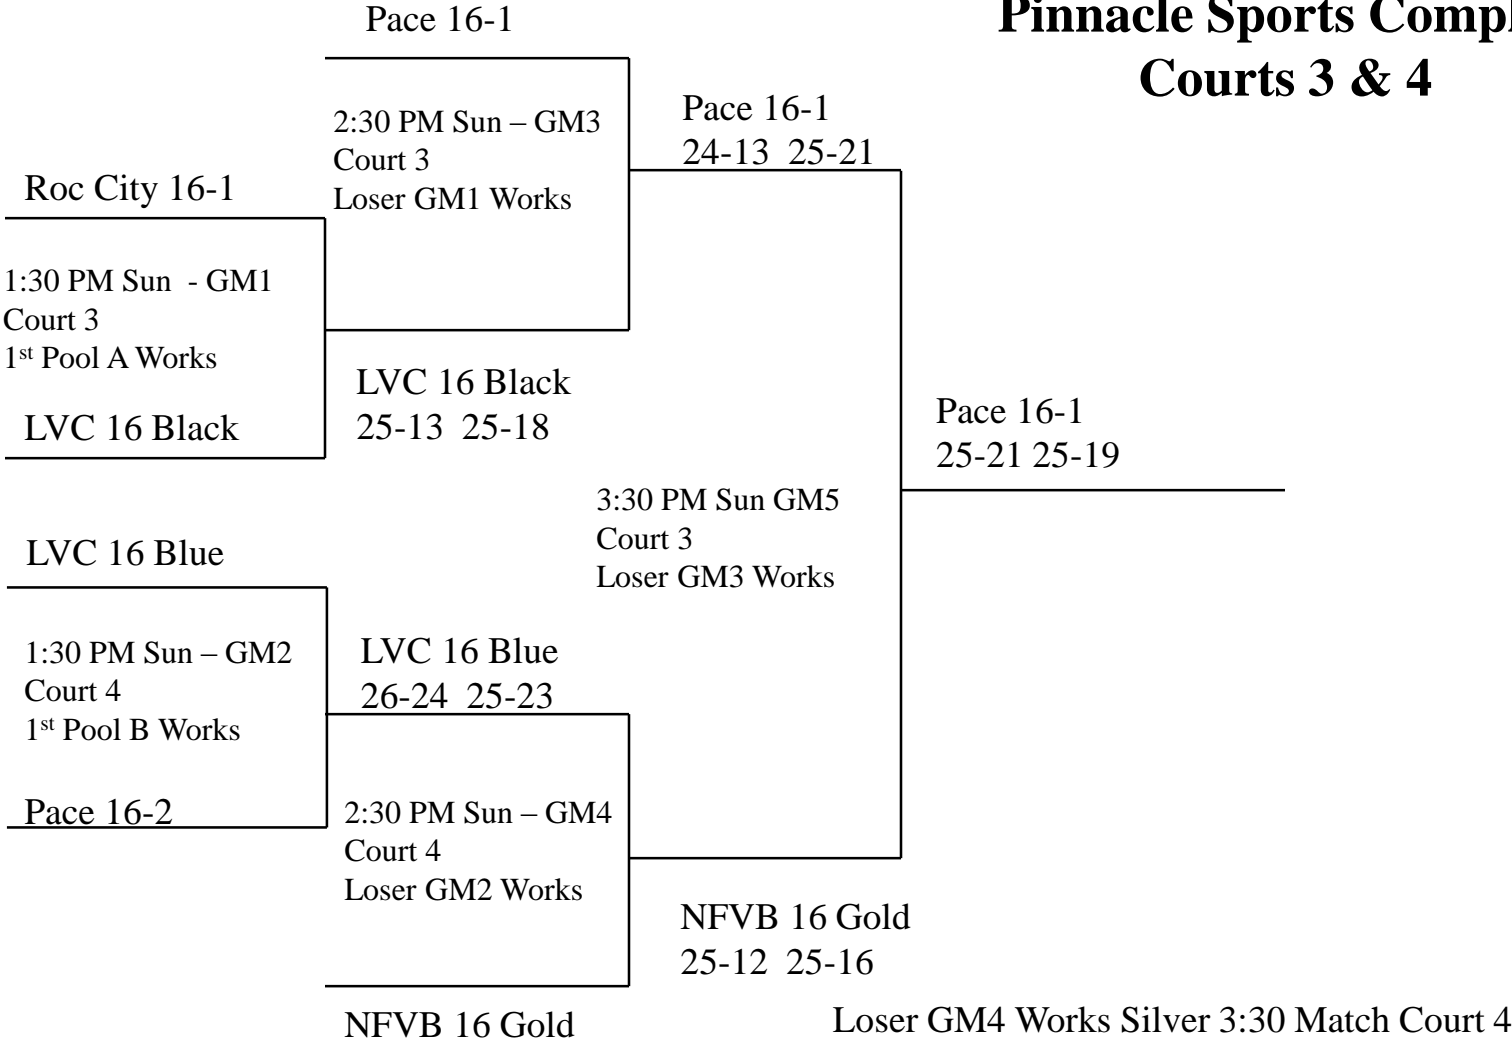 Pace 16-1
Pinnacle Sports Compl
Courts 3 & 4
2:30 PM Sun – GM3
Court 3
Loser GM1 Works
Pace 16-1
24-13 25-21
Roc City 16-1
1:30 PM Sun - GM1
Court 3
1st Pool A Works
LVC 16 Black
LVC 16 Black
25-13 25-18
Pace 16-1
25-21 25-19
3:30 PM Sun GM5
Court 3
Loser GM3 Works
LVC 16 Blue
1:30 PM Sun – GM2
Court 4
1st Pool B Works
Pace 16-2
LVC 16 Blue
26-24 25-23
2:30 PM Sun – GM4
Court 4
Loser GM2 Works
NFVB 16 Gold
25-12 25-16
NFVB 16 Gold
Loser GM4 Works Silver 3:30 Match Court 4